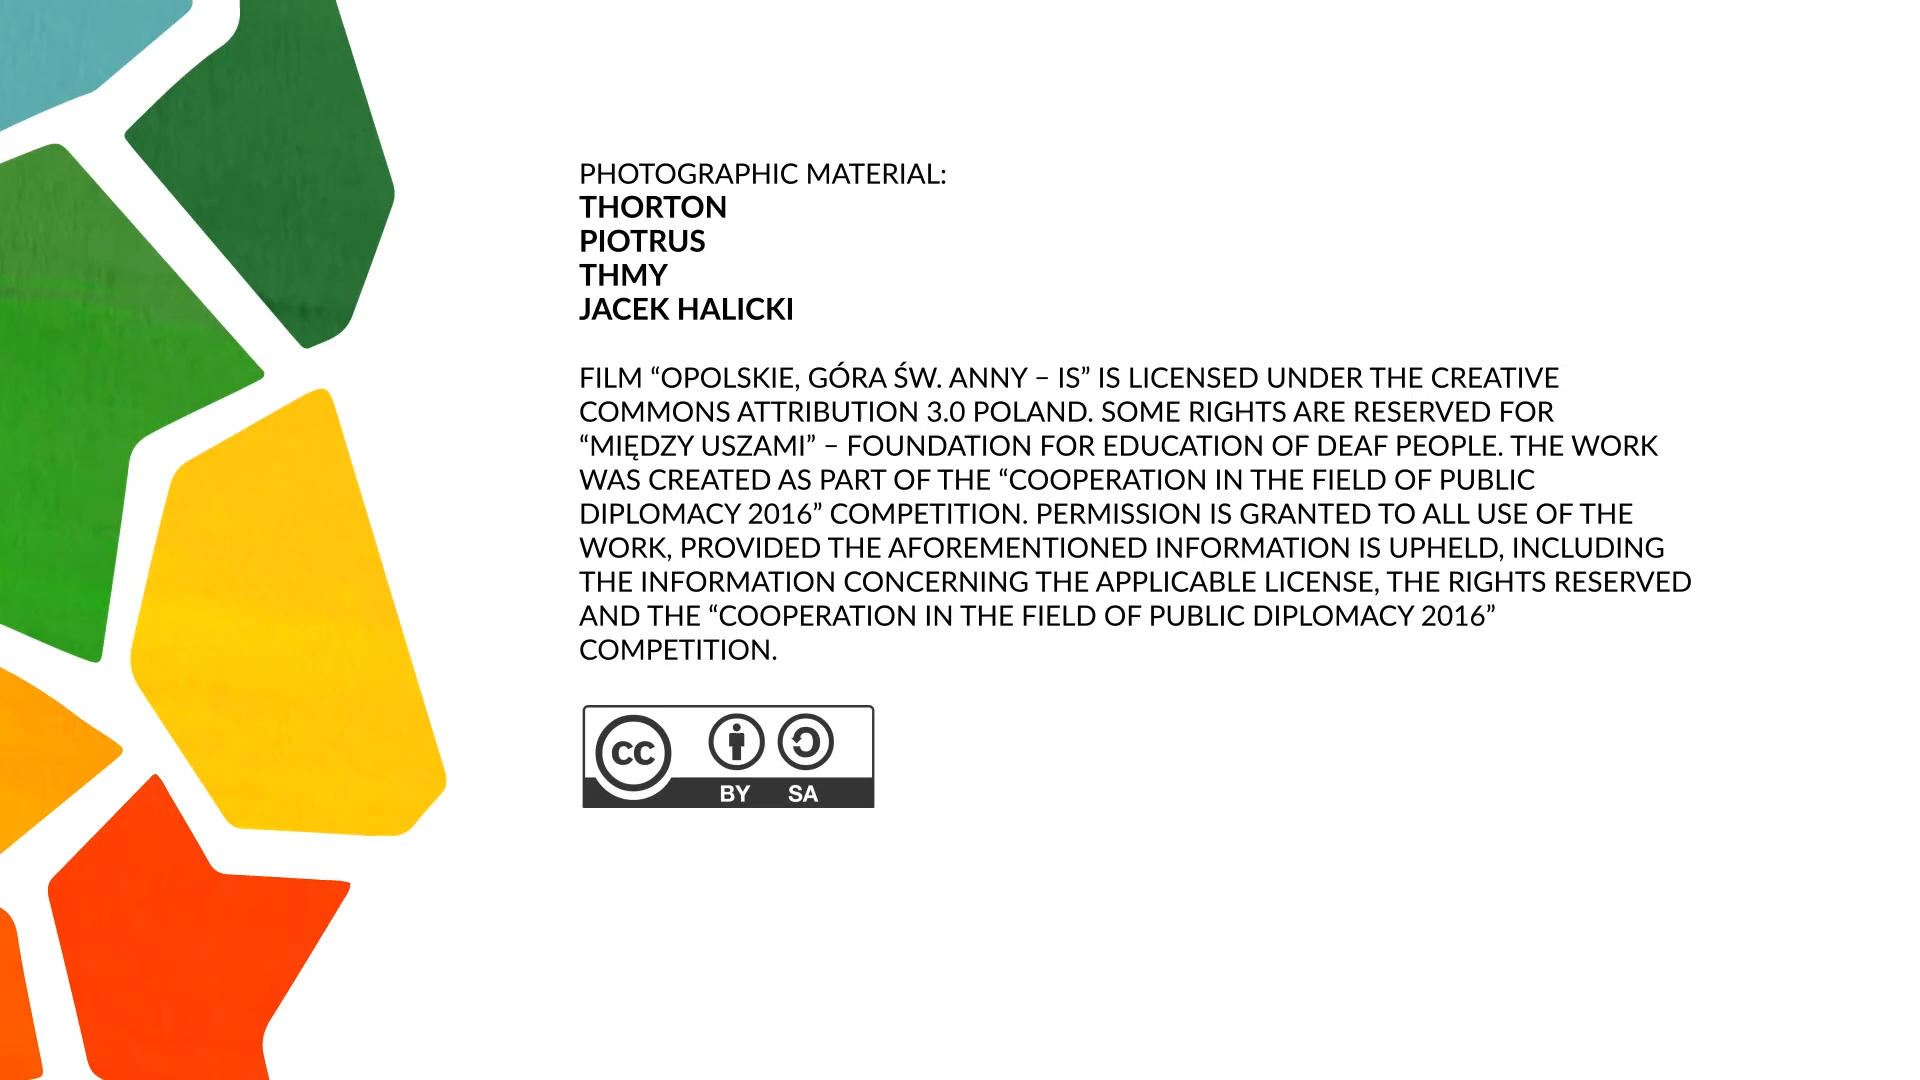 PHOTOGRAPHIC MATERIAL:
THORTON
PIOTRUS
THMY
JACEK HALICKI
FILM “OPOLSKIE, GÓRA ŚW. ANNY – IS” IS LICENSED UNDER THE CREATIVE
COMMONS ATTRIBUTION 3.0 POLAND. SOME RIGHTS ARE RESERVED FOR
“MIĘDZY USZAMI” – FOUNDATION FOR EDUCATION OF DEAF PEOPLE. THE WORK
WAS CREATED AS PART OF THE “COOPERATION IN THE FIELD OF PUBLIC
DIPLOMACY 2016” COMPETITION. PERMISSION IS GRANTED TO ALL USE OF THE
WORK, PROVIDED THE AFOREMENTIONED INFORMATION IS UPHELD, INCLUDING
THE INFORMATION CONCERNING THE APPLICABLE LICENSE, THE RIGHTS RESERVED
AND THE “COOPERATION IN THE FIELD OF PUBLIC DIPLOMACY 2016”
COMPETITION.
CC
BY SA